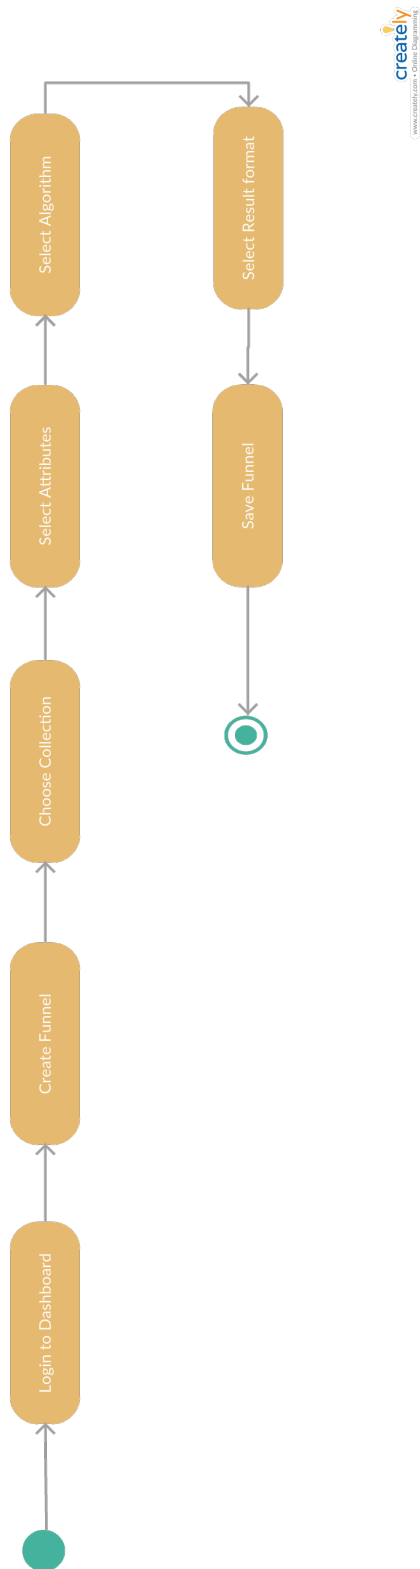 Login to Dashboard
Create Funnel
Choose Collection
Select Attributes
Select Algorithm
Select Result format
Save Funnel
creately
www.creately.com • Online Diagramming